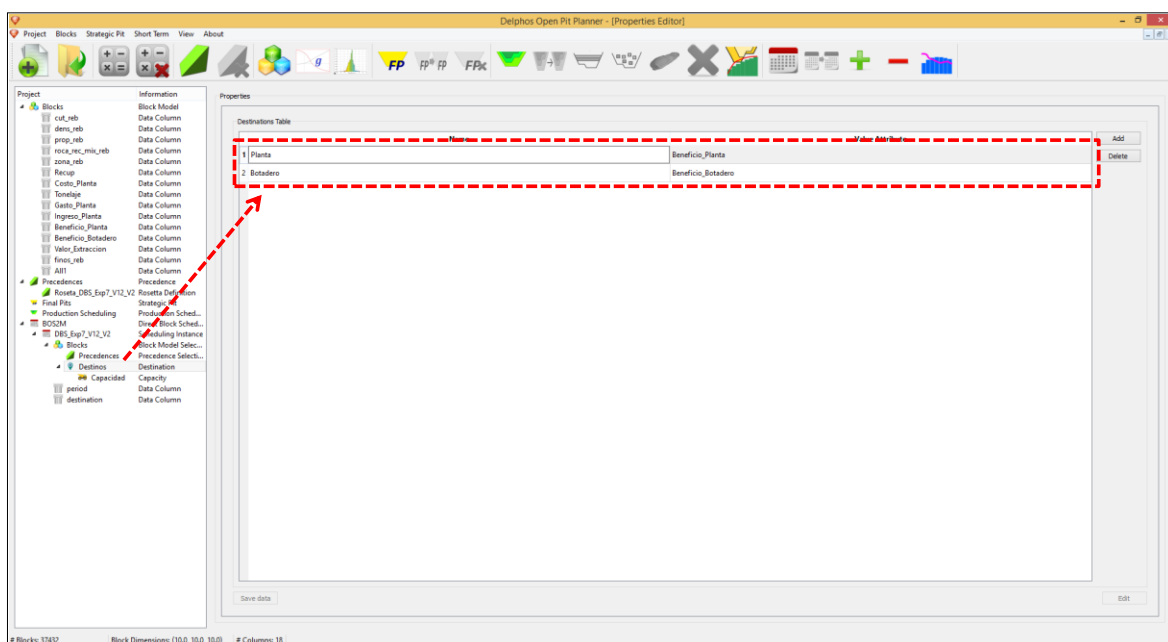 Delphos Open Pit Planner - [Properties Editor]
Project Blocks Strategic Pit Short Term View About
g FP FP* FP FPx
Project Information
Blocks Block Model
cut_reb Data Column
dens_reb Data Column
prop_reb Data Column
roca_rec_mix_reb Data Column
zona_reb Data Column
Recup Data Column
Costo_Planta Data Column
Tonelaje Data Column
Gasto_Planta Data Column
Ingreso_Planta Data Column
Beneficio_Planta Data Column
Beneficio_Botadero Data Column
Valor_Extraccion Data Column
finos_reb Data Column
All1 Data Column
Precedences Precedence
Roseta_DBS_Exp7_V12_V2 Rosetta Definition
Final Pits Strategic Pit
Production Scheduling Production Sched...
BOS2M Direct Block Sched...
DBS_Exp7_V12_V2 Scheduling Instance
Blocks Block Model Selec...
Precedences Precedence Selecti...
Destinos Destination
Capacidad Capacity
period Data Column
destination Data Column
Properties
Destinations Table
Name Value Attribute
1 Planta Beneficio_Planta
2 Botadero Beneficio_Botadero
Add
Delete
Save data Edit
# Blocks: 37432 Block Dimensions: (10.0, 10.0, 10.0) # Columns: 18